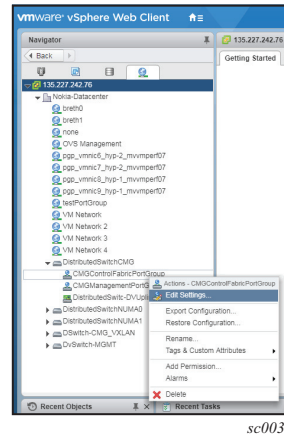 vmware® vSphere Web Client
Navigator
135.227.242.76
Back
Getting Started
135.227.242.76
Nokia-Datacenter
breth0
breth1
none
OVS Management
pgp_vmnic6_hyp-2_mvvmperf07
pgp_vmnic7_hyp-2_mvvmperf07
pgp_vmnic8_hyp-1_mvvmperf07
pgp_vmnic9_hyp-1_mvvmperf07
testPortGroup
VM Network
VM Network 2
VM Network 3
VM Network 4
DistributedSwitchCMG
CMGControlFabricPortGroup
CMGManagementPortG
DistributedSwitc-DVUplin
DistributedSwitchNUMA0
DistributedSwitchNUMA1
DSwitch-CMG_VXLAN
DvSwitch-MGMT
Actions - CMGControlFabricPortGroup
Edit Settings...
Export Configuration...
Restore Configuration...
Rename...
Tags & Custom Attributes
Add Permission...
Alarms
Delete
Recent Objects
Recent Tasks
sc003